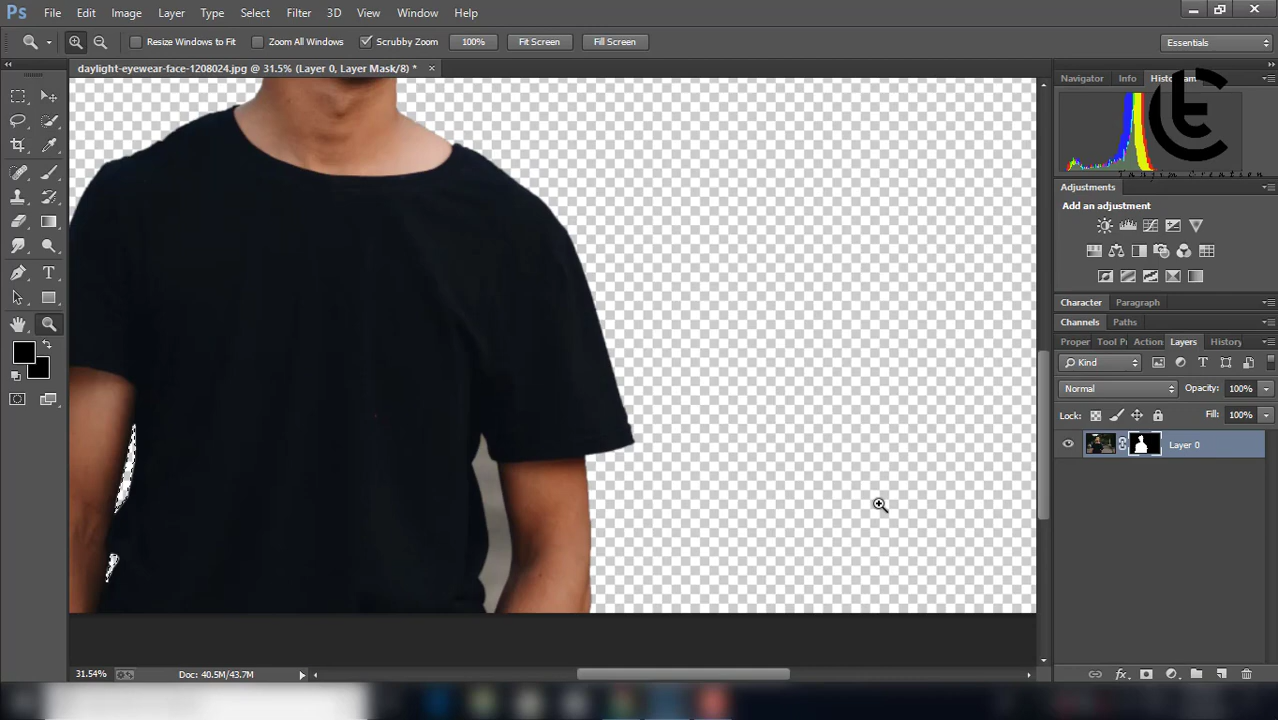 Ps File Edit Image Layer Type Select Filter 3D View Window Help
Resize Windows to Fit Zoom All Windows Scrubby Zoom 100% Fit Screen Fill Screen Essentials
daylight-eyewear-face-1208024.jpg @ 31.5% (Layer 0, Layer Mask/8) *
Navigator Info
Adjustments
Add an adjustment
Character Paragraph
Channels Paths
Proper Tool P Action Layers History
Kind
Normal Opacity: 100%
Lock: Fill: 100%
Layer 0
31.54% Doc: 40.5M/43.7M